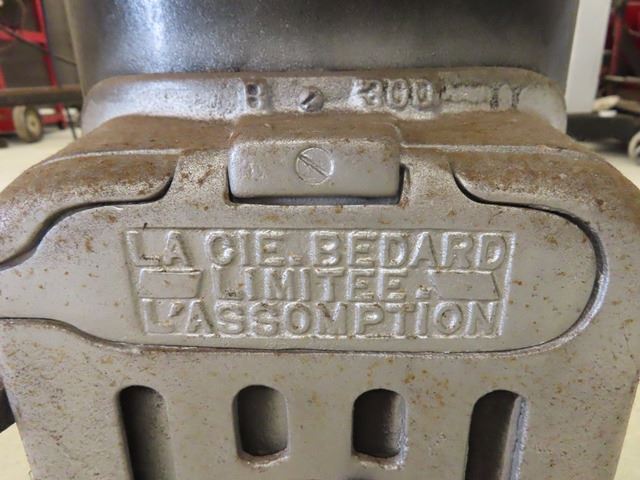 B 300
LA CIE. BEDARD
LIMITEE.
L'ASSOMPTION